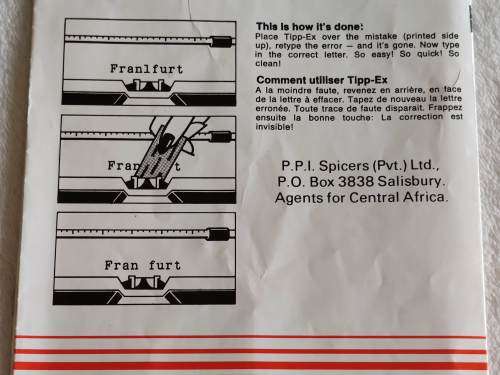 Franlfurt
Fran furt
Fran furt
This is how it's done:
Place Tipp-Ex over the mistake (printed side
up), retype the error — and it's gone. Now type
in the correct letter. So easy! So quick! So
clean!
Comment utiliser Tipp-Ex
A la moindre faute, revenez en arrière, en face
de la lettre à effacer. Tapez de nouveau la lettre
erronée. Toute trace de faute disparait. Frappez
ensuite la bonne touche: La correction est
invisible!
P.P.I. Spicers (Pvt.) Ltd.,
P.O. Box 3838 Salisbury.
Agents for Central Africa.